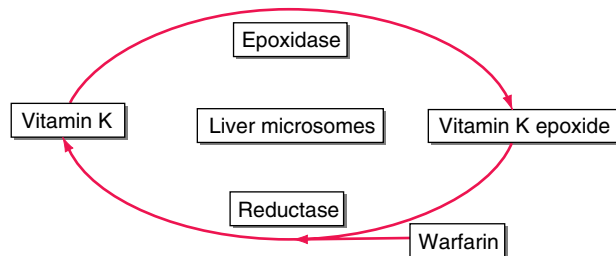 Epoxidase
Vitamin K
Liver microsomes
Vitamin K epoxide
Reductase
Warfarin